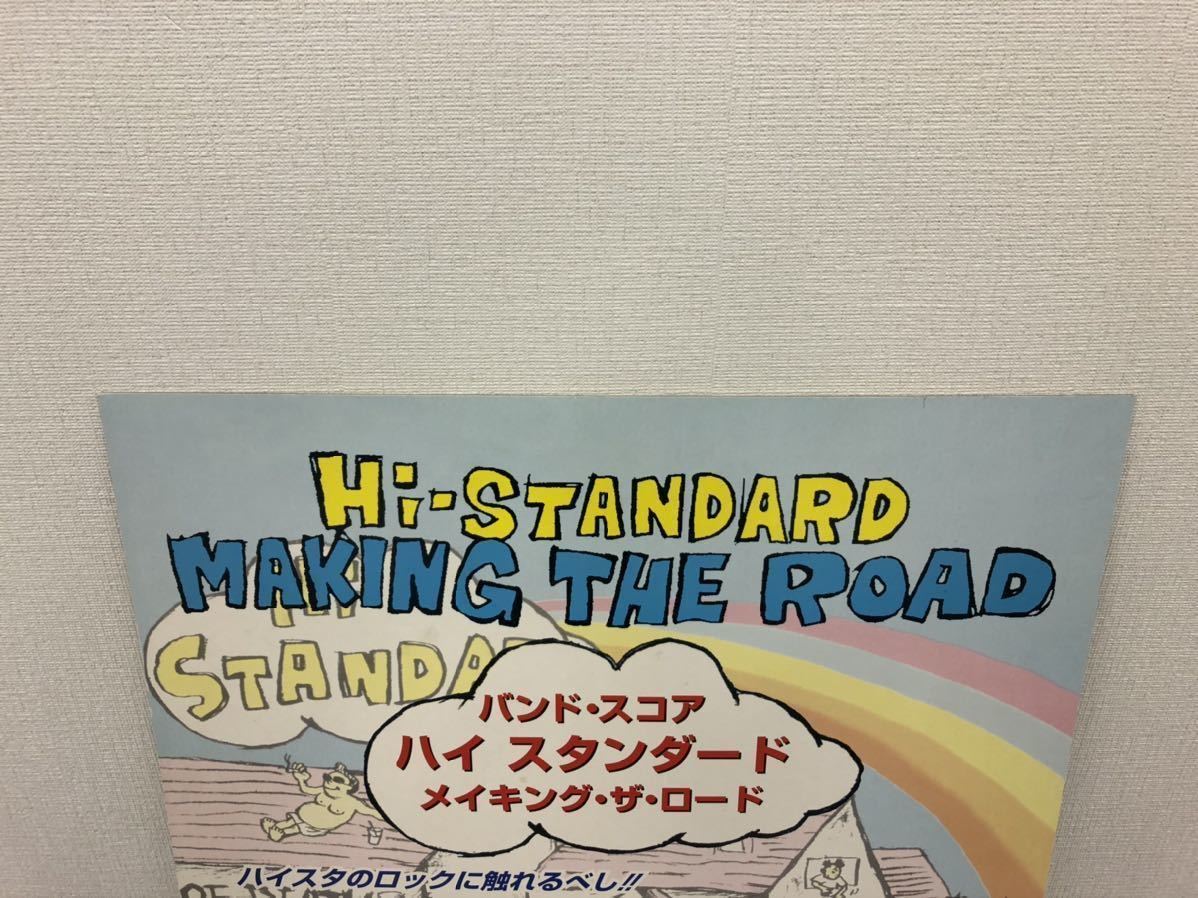 Hi-STANDARD
MAKING THE ROAD
STANDA
バンド・スコア
ハイ スタンダード
メイキング・ザ・ロード
ハイスタのロックに触れるべし!!